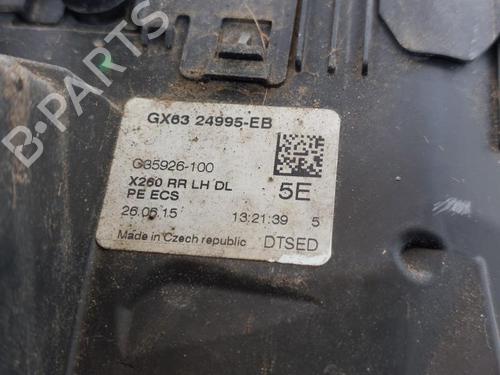 GX63 24995-EB
C35926-100
X260 RR LH DL
PE ECS
5E
26.06.15 13:21:39 5
Made in Czech republic DTSED
B-PARTS